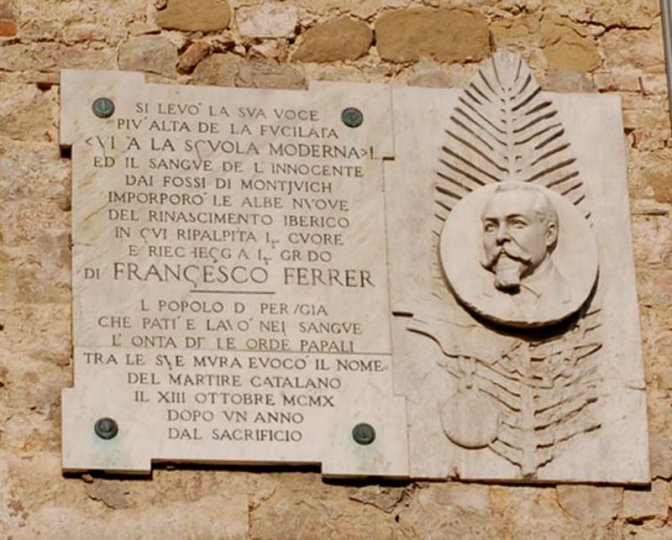 SI LEVO' LA SVA VOCE
PIV' ALTA DE LA FVCILATA
<VI A LA SCVOLA MODERNA>!
ED IL SANGVE DE L'INNOCENTE
DAI FOSSI DI MONTJVICH
IMPORPORO' LE ALBE NVOVE
DEL RINASCIMENTO IBERICO
IN CVI RIPALPITA IL CVORE
E RIECHEGGIA IL GRIDO
DI FRANCESCO FERRER
IL POPOLO DI PERVGIA
CHE PATI' E LAVO' NEL SANGVE
L'ONTA DELLE ORDE PAPALI
TRA LE SVE MVRA EVOCO' IL NOME
DEL MARTIRE CATALANO
IL XIII OTTOBRE MCMX
DOPO VN ANNO
DAL SACRIFICIO